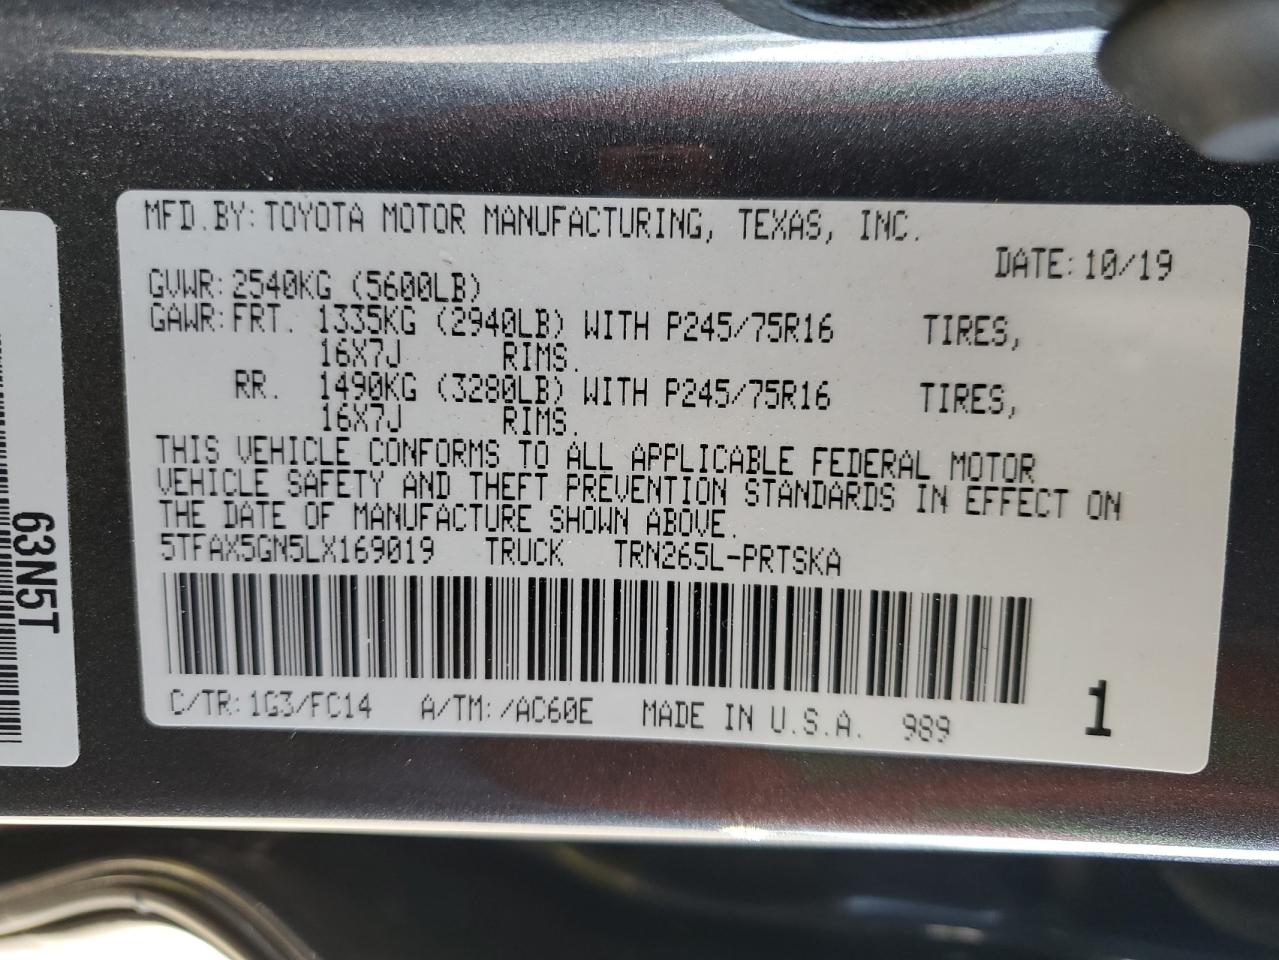 MFD.BY: TOYOTA MOTOR MANUFACTURING, TEXAS, INC.
DATE: 10/19
GVWR: 2540KG (5600LB)
GAWR: FRT. 1335KG (2940LB) WITH P245/75R16 TIRES,
16X7J RIMS.
RR. 1490KG (3280LB) WITH P245/75R16 TIRES,
16X7J RIMS.
THIS VEHICLE CONFORMS TO ALL APPLICABLE FEDERAL MOTOR
VEHICLE SAFETY AND THEFT PREVENTION STANDARDS IN EFFECT ON
THE DATE OF MANUFACTURE SHOWN ABOVE.
5TFAX5GN5LX169019 TRUCK TRN265L-PRTSKA
C/TR: 1G3/FC14 A/TM: /AC60E MADE IN U.S.A. 989
1
63N5T